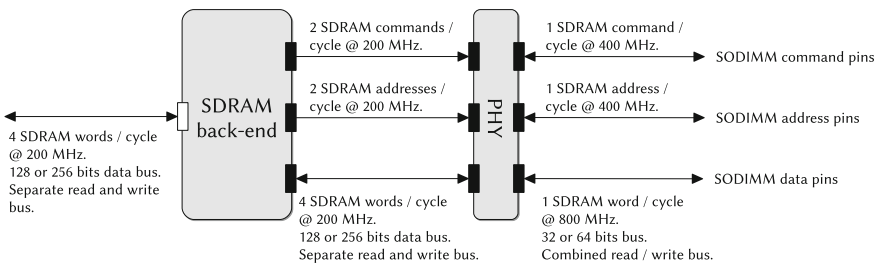 2 SDRAM commands /
cycle @ 200 MHz.
1 SDRAM command /
cycle @ 400 MHz.
SODIMM command pins
SDRAM
back-end
2 SDRAM addresses /
cycle @ 200 MHz.
PHY
1 SDRAM address /
cycle @ 400 MHz.
SODIMM address pins
4 SDRAM words / cycle
@ 200 MHz.
128 or 256 bits data bus.
Separate read and write
bus.
SODIMM data pins
4 SDRAM words / cycle
@ 200 MHz.
128 or 256 bits data bus.
Separate read and write bus.
1 SDRAM word / cycle
@ 800 MHz.
32 or 64 bits bus.
Combined read / write bus.